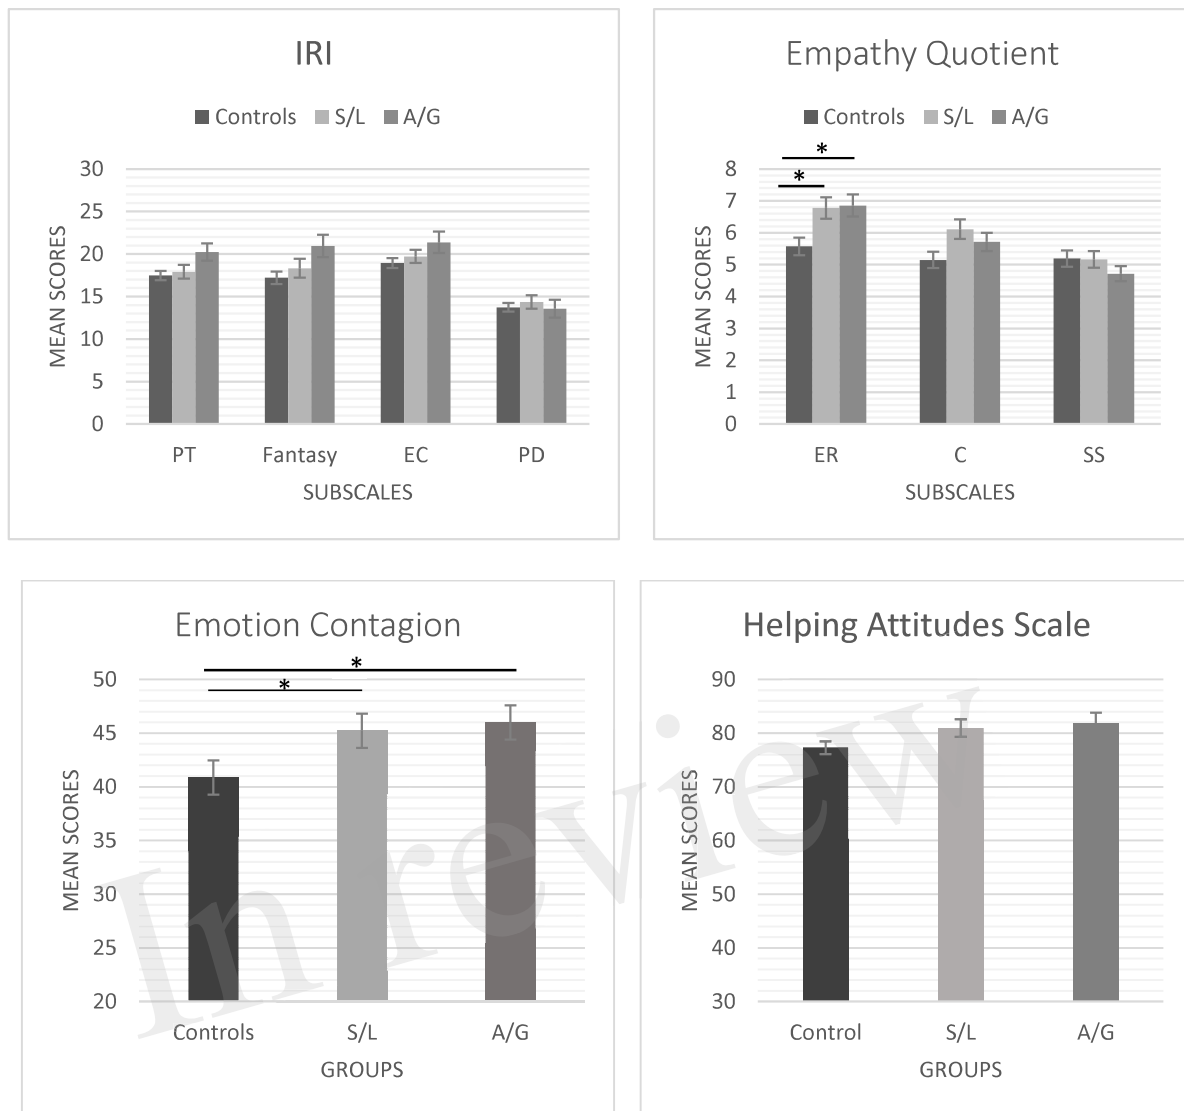 IRI
Controls S/L A/G
30
25
20
15
10
5
0
MEAN SCORES
PT Fantasy EC PD
SUBSCALES
Empathy Quotient
Controls S/L A/G
*
*
8
7
6
5
4
3
2
1
0
MEAN SCORES
ER C SS
SUBSCALES
Emotion Contagion
*
*
50
45
40
35
30
25
20
MEAN SCORES
Controls S/L A/G
GROUPS
Helping Attitudes Scale
90
80
70
60
50
40
30
MEAN SCORES
Control S/L A/G
GROUPS
In review